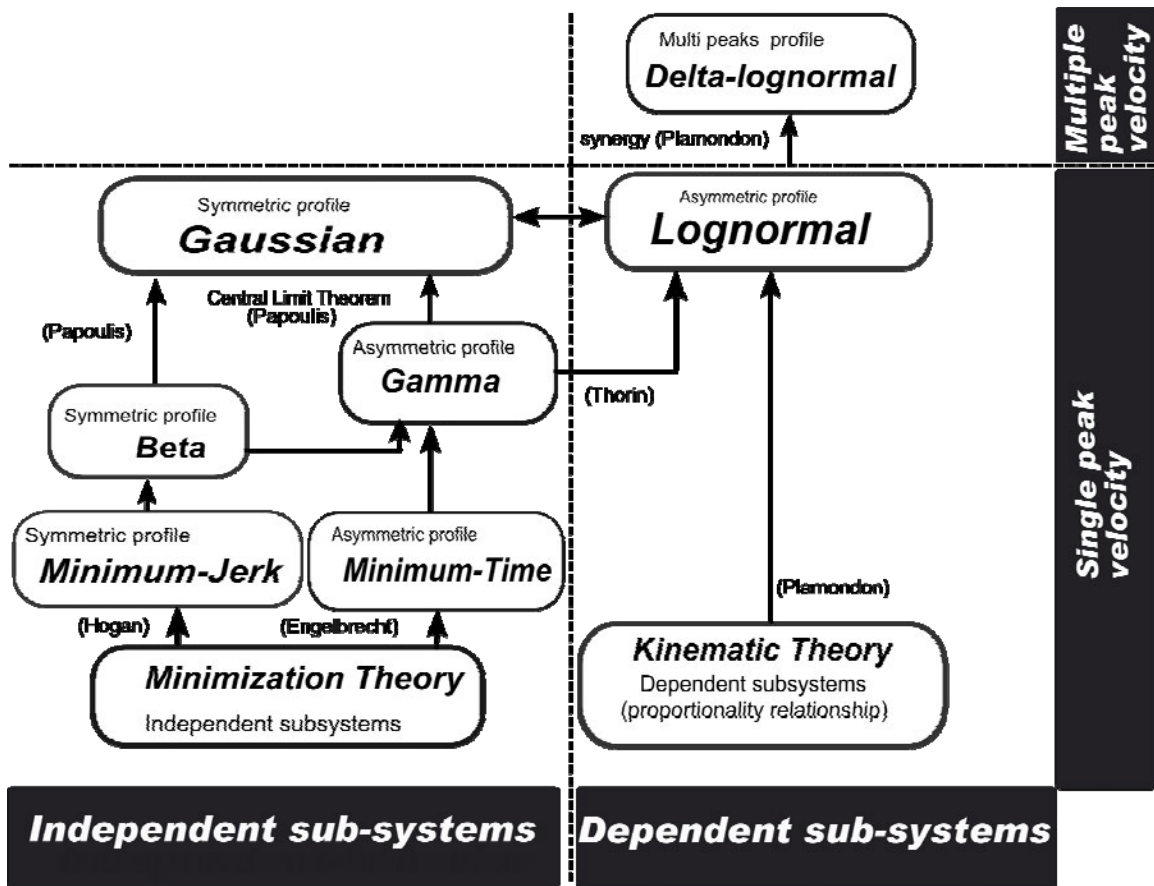 Multi peaks profile
Delta-lognormal
Multiple
peak
velocity
synergy (Plamondon)
Symmetric profile
Gaussian
Asymmetric profile
Lognormal
Central Limit Theorem
(Papoulis)
(Papoulis)
Asymmetric profile
Gamma
(Thorin)
Symmetric profile
Beta
Single peak
velocity
Symmetric profile
Minimum-Jerk
Asymmetric profile
Minimum-Time
(Hogan)
(Engelbrecht)
(Plamondon)
Minimization Theory
Independent subsystems
Kinematic Theory
Dependent subsystems
(proportionality relationship)
Independent sub-systems
Dependent sub-systems